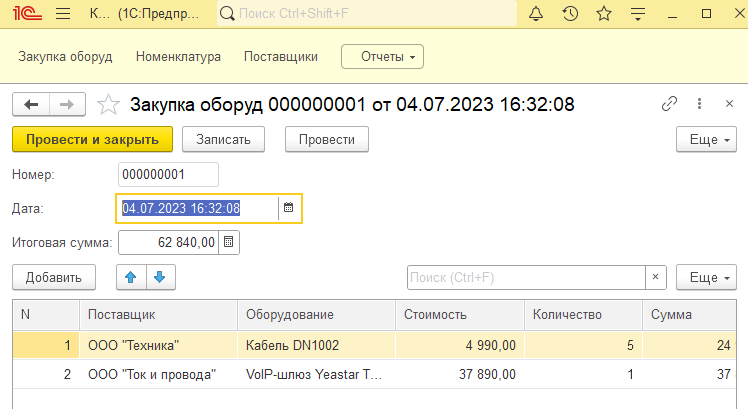 1С К... (1С:Предпр... Поиск Ctrl+Shift+F
Закупка оборуд Номенклатура Поставщики Отчеты
Закупка оборуд 000000001 от 04.07.2023 16:32:08
Провести и закрыть Записать Провести Еще
Номер: 000000001
Дата: 04.07.2023 16:32:08
Итоговая сумма: 62 840,00
Добавить Поиск (Ctrl+F) × Еще
N Поставщик Оборудование Стоимость Количество Сумма
1 ООО "Техника" Кабель DN1002 4 990,00 5 24
2 ООО "Ток и провода" VoIP-шлюз Yeastar T... 37 890,00 1 37